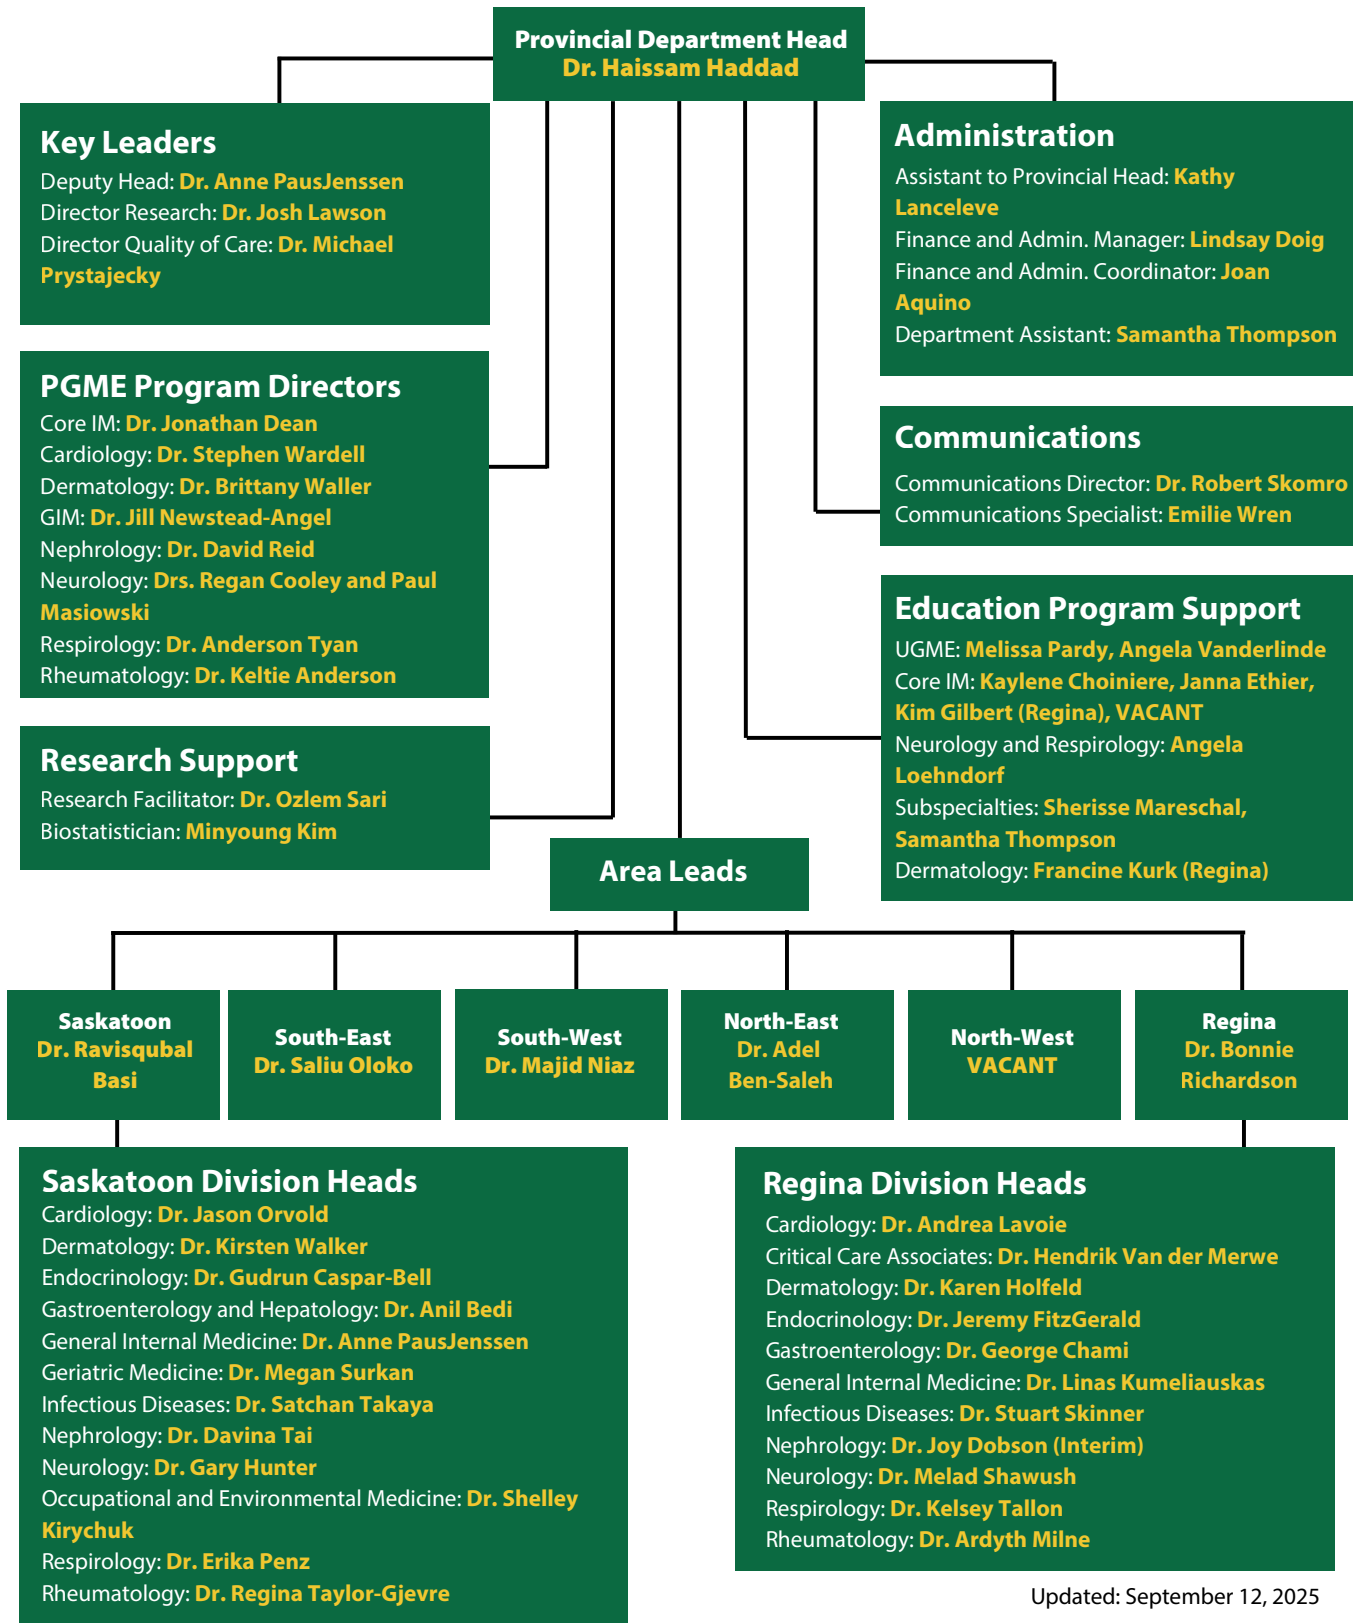 Provincial Department Head
Dr. Haissam Haddad
Key Leaders
Deputy Head: Dr. Anne PausJenssen
Director Research: Dr. Josh Lawson
Director Quality of Care: Dr. Michael
Prystajecky
Administration
Assistant to Provincial Head: Kathy
Lanceleve
Finance and Admin. Manager: Lindsay Doig
Finance and Admin. Coordinator: Joan
Aquino
Department Assistant: Samantha Thompson
PGME Program Directors
Core IM: Dr. Jonathan Dean
Cardiology: Dr. Stephen Wardell
Dermatology: Dr. Brittany Waller
GIM: Dr. Jill Newstead-Angel
Nephrology: Dr. David Reid
Neurology: Drs. Regan Cooley and Paul
Masiowski
Respirology: Dr. Anderson Tyan
Rheumatology: Dr. Keltie Anderson
Communications
Communications Director: Dr. Robert Skomro
Communications Specialist: Emilie Wren
Education Program Support
UGME: Melissa Pardy, Angela Vanderlinde
Core IM: Kaylene Choiniere, Janna Ethier,
Kim Gilbert (Regina), VACANT
Neurology and Respirology: Angela
Loehndorf
Subspecialties: Sherisse Mareschal,
Samantha Thompson
Dermatology: Francine Kurk (Regina)
Research Support
Research Facilitator: Dr. Ozlem Sari
Biostatistician: Minyoung Kim
Area Leads
Saskatoon
Dr. Ravisqubal
Basi
South-East
Dr. Saliu Oloko
South-West
Dr. Majid Niaz
North-East
Dr. Adel
Ben-Saleh
North-West
VACANT
Regina
Dr. Bonnie
Richardson
Saskatoon Division Heads
Cardiology: Dr. Jason Orvold
Dermatology: Dr. Kirsten Walker
Endocrinology: Dr. Gudrun Caspar-Bell
Gastroenterology and Hepatology: Dr. Anil Bedi
General Internal Medicine: Dr. Anne PausJenssen
Geriatric Medicine: Dr. Megan Surkan
Infectious Diseases: Dr. Satchan Takaya
Nephrology: Dr. Davina Tai
Neurology: Dr. Gary Hunter
Occupational and Environmental Medicine: Dr. Shelley
Kirychuk
Respirology: Dr. Erika Penz
Rheumatology: Dr. Regina Taylor-Gjevre
Regina Division Heads
Cardiology: Dr. Andrea Lavoie
Critical Care Associates: Dr. Hendrik Van der Merwe
Dermatology: Dr. Karen Holfeld
Endocrinology: Dr. Jeremy FitzGerald
Gastroenterology: Dr. George Chami
General Internal Medicine: Dr. Linas Kumeliauskas
Infectious Diseases: Dr. Stuart Skinner
Nephrology: Dr. Joy Dobson (Interim)
Neurology: Dr. Melad Shawush
Respirology: Dr. Kelsey Tallon
Rheumatology: Dr. Ardyth Milne
Updated: September 12, 2025